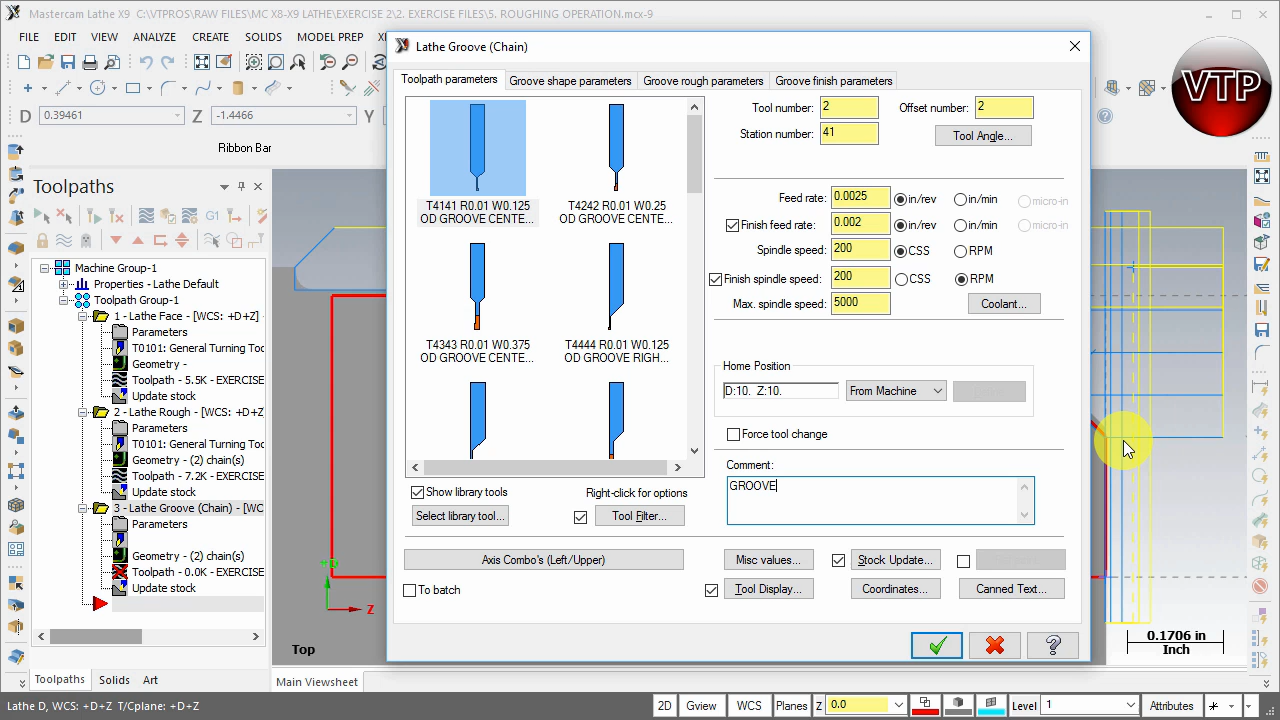 Mastercam Lathe X9 C:\VTPROS\RAW FILES\MC X8-X9 LATHE\EXERCISE 2\2. EXERCISE FILES\5. ROUGHING OPERATION.mcx-9
FILE EDIT VIEW ANALYZE CREATE SOLIDS MODEL PREP
Lathe Groove (Chain)
VTP
Toolpath parameters Groove shape parameters Groove rough parameters Groove finish parameters
D 0.39461 Z -1.4466 Y
Ribbon Bar
Toolpaths
Machine Group-1
Properties - Lathe Default
Toolpath Group-1
1 - Lathe Face - [WCS: +D+Z]
Parameters
T0101: General Turning Too
Geometry -
Toolpath - 5.5K - EXERCISE
Update stock
2 - Lathe Rough - [WCS: +D+Z
Parameters
T0101: General Turning Too
Geometry - (2) chain(s)
Toolpath - 7.2K - EXERCISE
Update stock
3 - Lathe Groove (Chain) - [WC
Parameters
Geometry - (2) chain(s)
Toolpath - 0.0K - EXERCISE
Update stock
T4141 R0.01 W0.125
OD GROOVE CENTE...
T4242 R0.01 W0.25
OD GROOVE CENTE...
T4343 R0.01 W0.375
OD GROOVE CENTE...
T4444 R0.01 W0.125
OD GROOVE RIGH...
Tool number: 2 Offset number: 2
Station number: 41 Tool Angle...
Feed rate: 0.0025 in/rev in/min micro-in
Finish feed rate: 0.002 in/rev in/min micro-in
Spindle speed: 200 CSS RPM
Finish spindle speed: 200 CSS RPM
Max. spindle speed: 5000 Coolant...
Home Position
D:10. Z:10. From Machine
Force tool change
Comment:
GROOVE
Show library tools Right-click for options
Select library tool... Tool Filter...
Axis Combo's (Left/Upper) Misc values... Stock Update...
To batch Tool Display... Coordinates... Canned Text...
+D
Z
Top
0.1706 in
Inch
Toolpaths Solids Art
Main Viewsheet
Lathe D, WCS: +D+Z T/Cplane: +D+Z
2D Gview WCS Planes Z 0.0 Level 1 Attributes